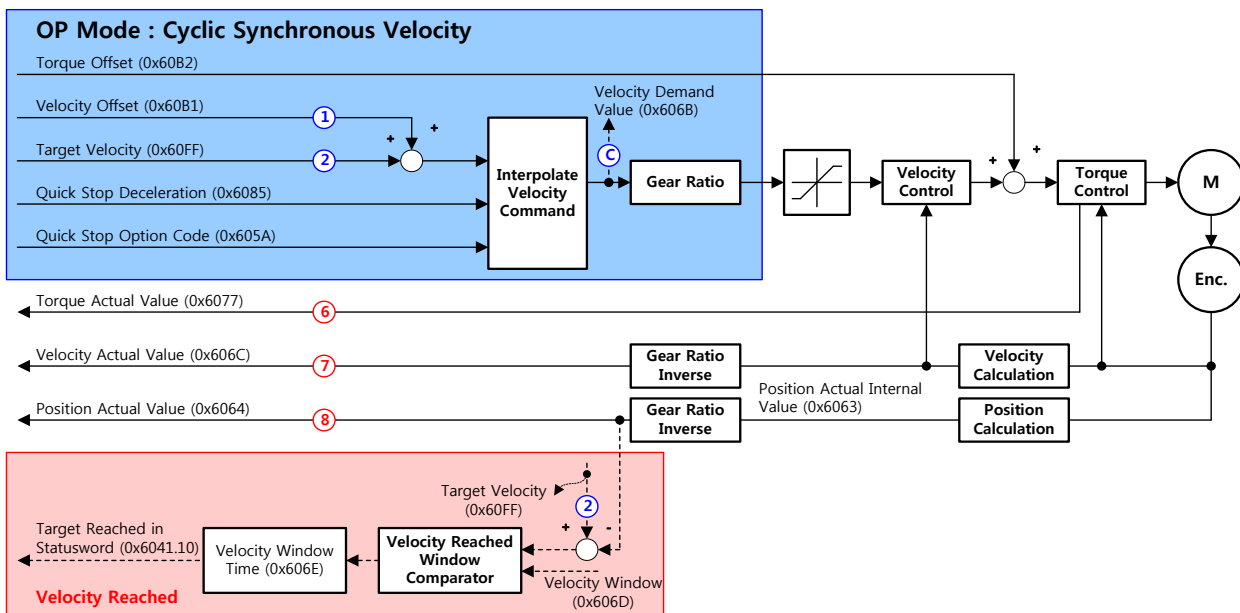 OP Mode : Cyclic Synchronous Velocity
Torque Offset (0x60B2)
Velocity Offset (0x60B1)
1
+
Target Velocity (0x60FF)
2
+
Quick Stop Deceleration (0x6085)
Quick Stop Option Code (0x605A)
Interpolate
Velocity
Command
Velocity Demand
Value (0x606B)
C
Gear Ratio
Velocity
Control
+
+
Torque
Control
M
Enc.
Torque Actual Value (0x6077)
6
Velocity Actual Value (0x606C)
7
Gear Ratio
Inverse
Velocity
Calculation
Position Actual Value (0x6064)
8
Gear Ratio
Inverse
Position Actual Internal
Value (0x6063)
Position
Calculation
Target Velocity
(0x60FF)
2
+
-
Target Reached in
Statusword (0x6041.10)
Velocity Window
Time (0x606E)
Velocity Reached
Window
Comparator
Velocity Window
(0x606D)
Velocity Reached